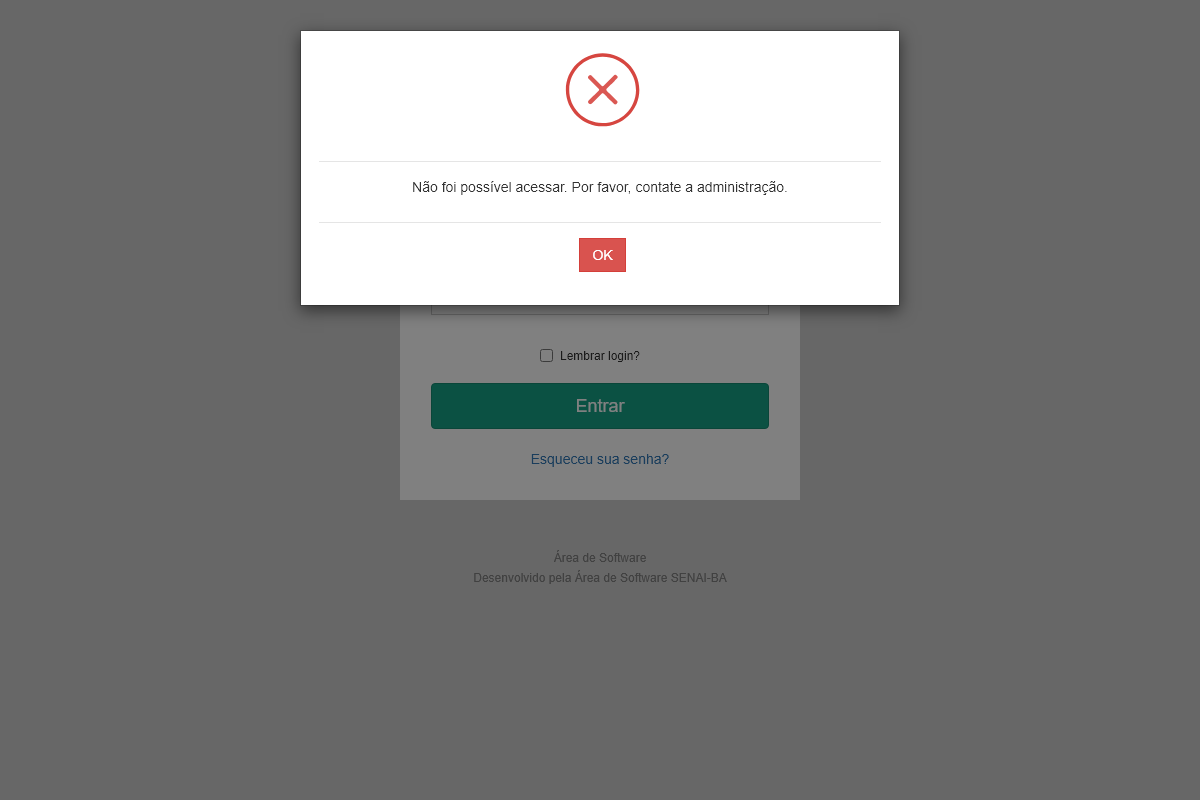 Não foi possível acessar. Por favor, contate a administração.
OK
Lembrar login?
Entrar
Esqueceu sua senha?
Área de Software
Desenvolvido pela Área de Software SENAI-BA